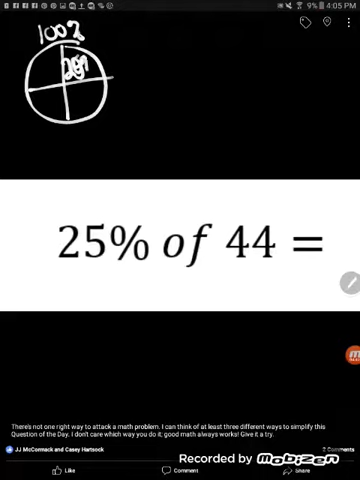 9% 4:05 PM
100%
25%
25% of 44 =
There's not one right way to attack a math problem. I can think of at least three different ways to simplify this
Question of the Day. I don't care which way you do it; good math always works! Give it a try.
JJ McCormack and Casey Hartsock
2 Comments
Recorded by Mobizen
Like Comment Share